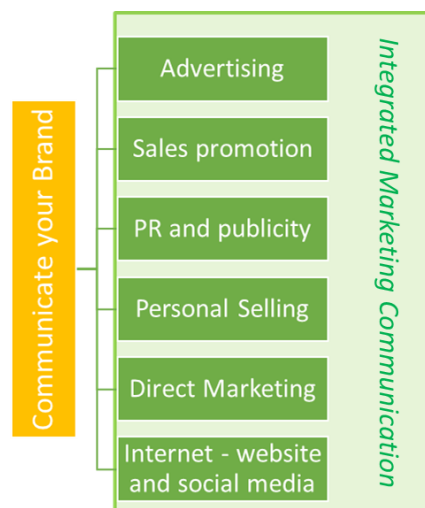 Communicate your Brand
Advertising
Sales promotion
PR and publicity
Personal Selling
Direct Marketing
Internet - website
and social media
Integrated Marketing Communication